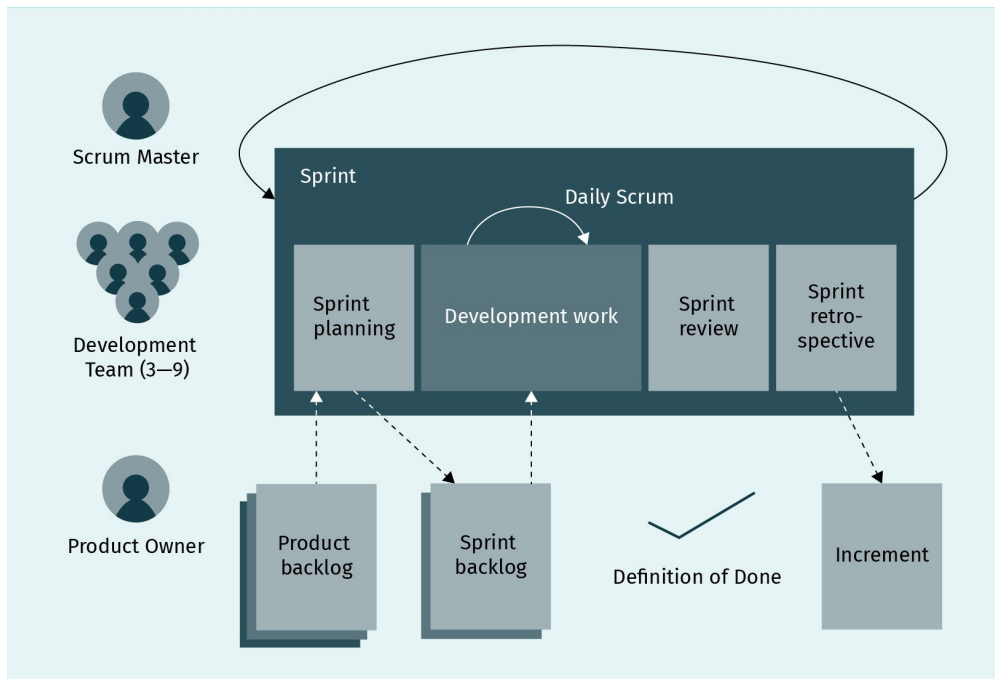 Scrum Master
Development
Team (3—9)
Product Owner
Sprint
Daily Scrum
Sprint
planning
Development work
Sprint
review
Sprint
retro-
spective
Product
backlog
Sprint
backlog
Definition of Done
Increment